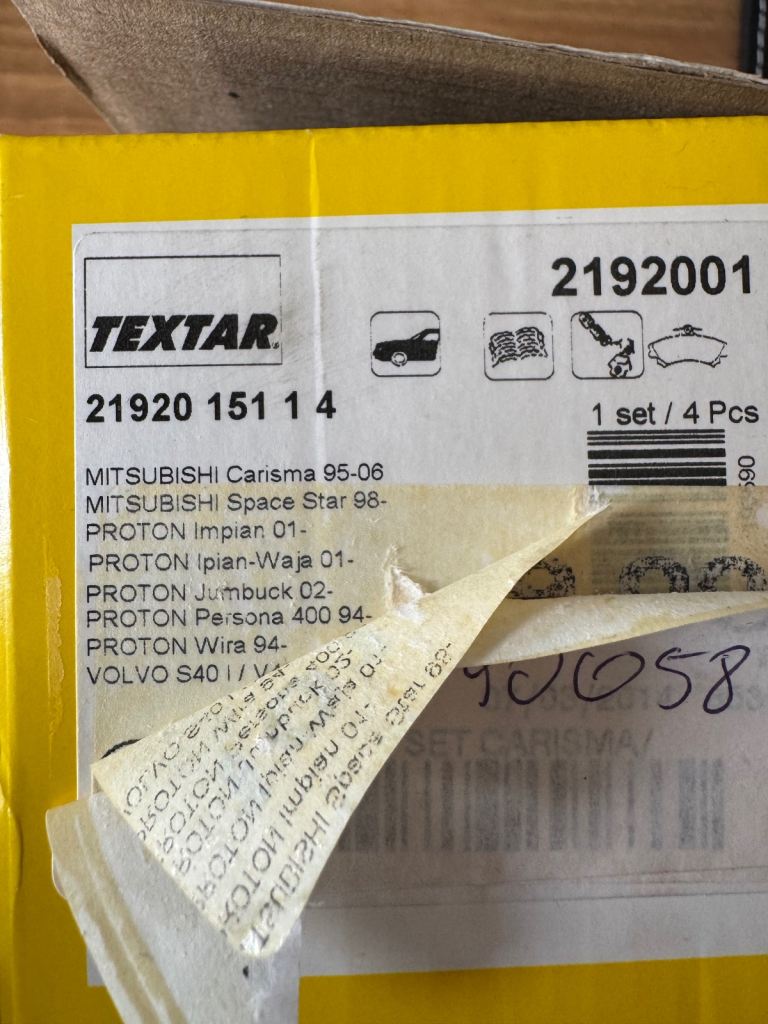 2192001
TEXTAR
21920 151 1 4
1 set / 4 Pcs
MITSUBISHI Carisma 95-06
MITSUBISHI Space Star 98-
PROTON Impian 01-
PROTON Ipian-Waja 01-
PROTON Jumbuck 02-
PROTON Persona 400 94-
PROTON Wira 94-
VOLVO S40 I / V4
SET CARISMA/